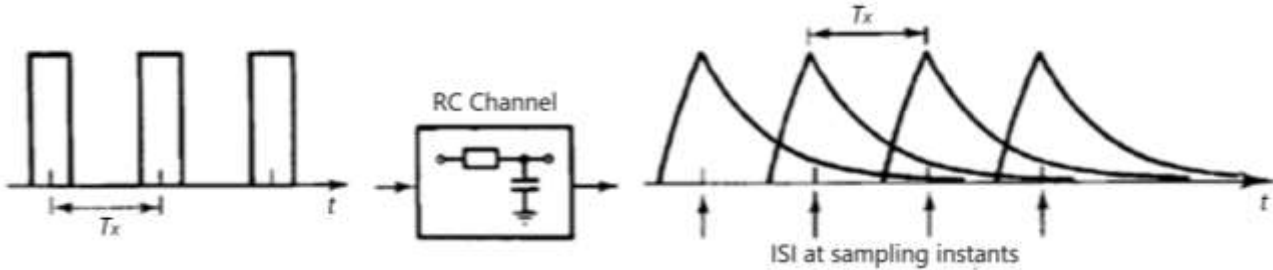 Tx
RC Channel
t
Tx
t
ISI at sampling instants